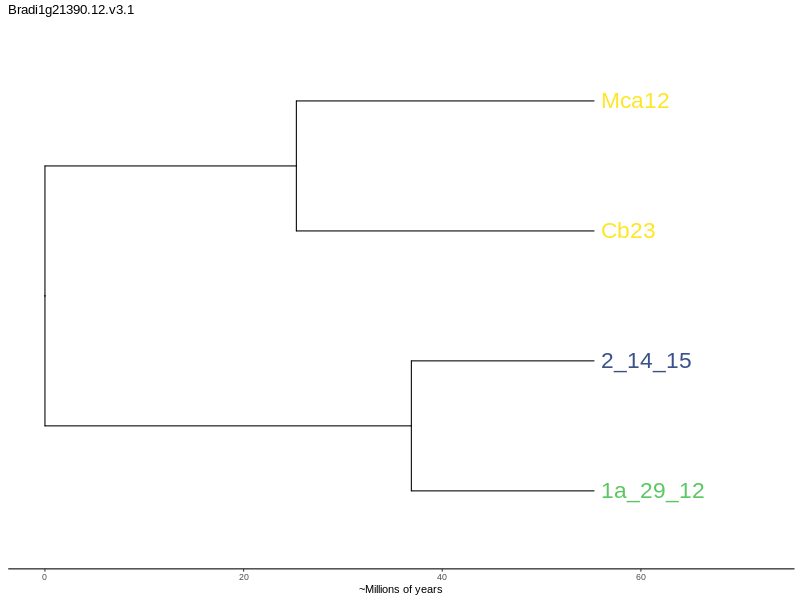 Bradi1g21390.12.v3.1
Mca12
Cb23
2_14_15
1a_29_12
0 20 40 60
~Millions of years